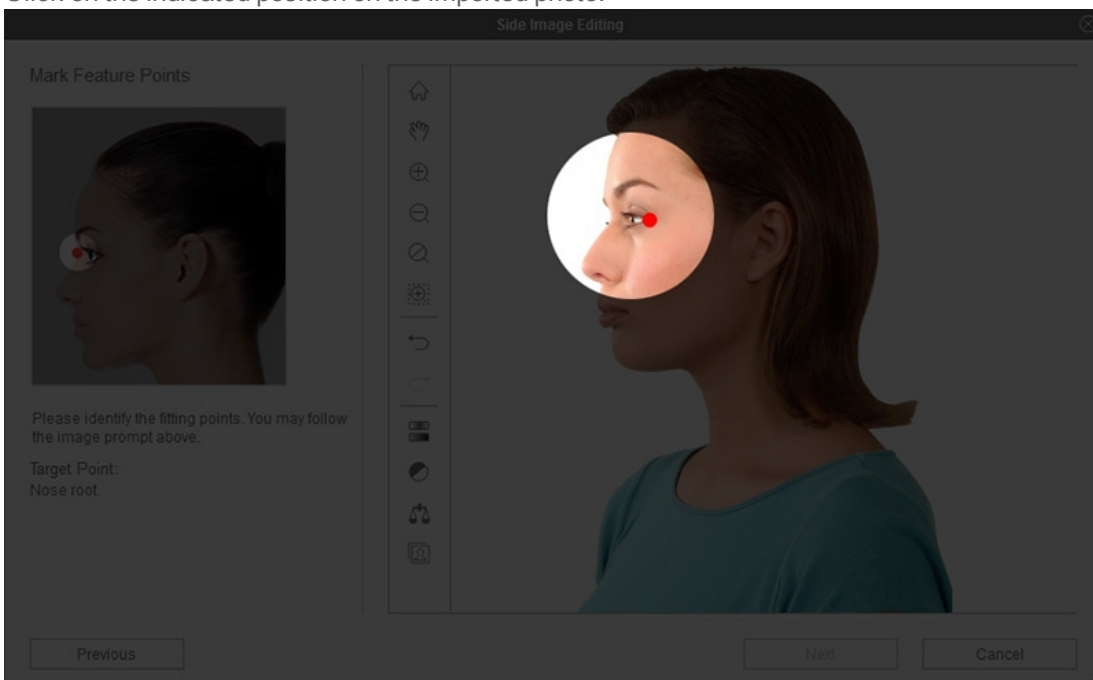 Click on the indicated position on the imported photo.
Side Image Editing
Mark Feature Points
Please identify the fitting points. You may follow
the image prompt above.
Target Point:
Nose root.
Previous
Next
Cancel